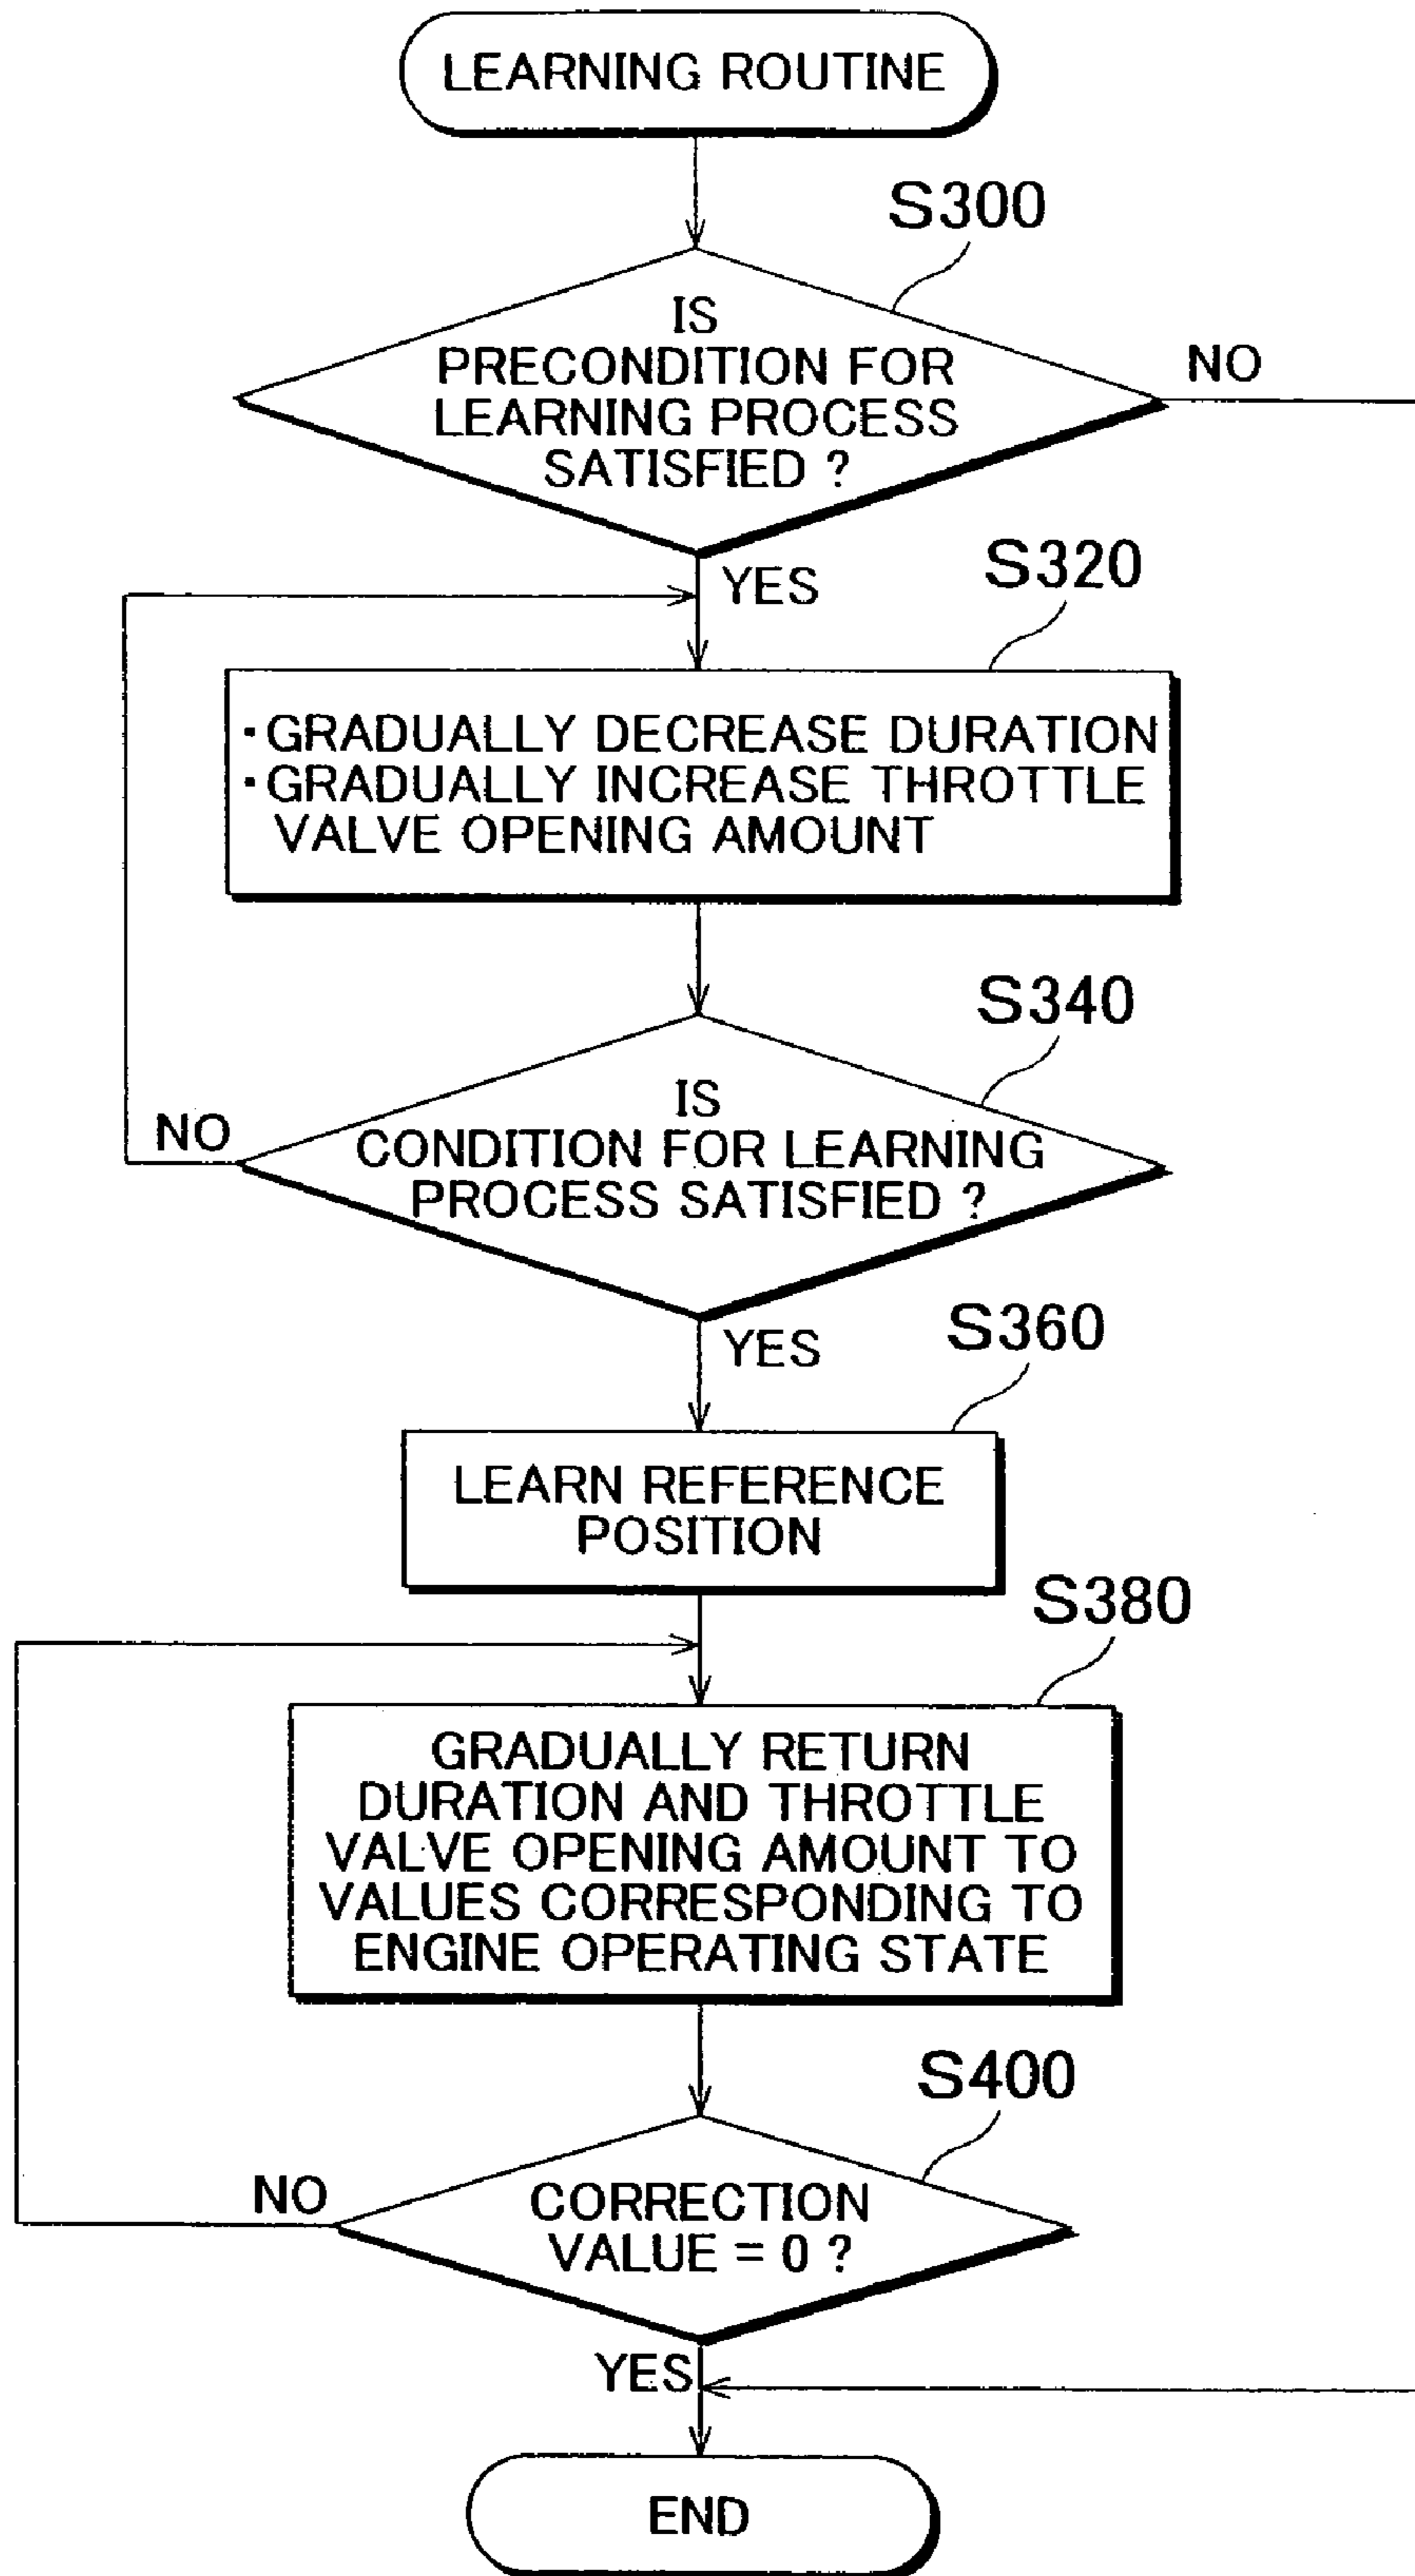 LEARNING ROUTINE
S300
IS
PRECONDITION FOR
LEARNING PROCESS
SATISFIED ?
NO
YES
S320
・GRADUALLY DECREASE DURATION
・GRADUALLY INCREASE THROTTLE
VALVE OPENING AMOUNT
S340
IS
CONDITION FOR LEARNING
PROCESS SATISFIED ?
NO
YES
S360
LEARN REFERENCE
POSITION
S380
GRADUALLY RETURN
DURATION AND THROTTLE
VALVE OPENING AMOUNT TO
VALUES CORRESPONDING TO
ENGINE OPERATING STATE
S400
CORRECTION
VALUE = 0 ?
NO
YES
END